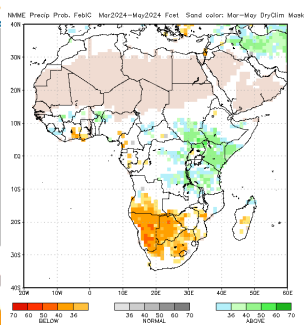 NMME Precip Prob. FebIC Mar2024-May2024 Fcst Sand color: Mar-May DryClim Mask
40N
30N
20N
10N
EQ
10S
20S
30S
40S
20W 10W 0 10E 20E 30E 40E 50E 60E
70 60 50 40 36 36 40 50 60 70 36 40 50 60 70
BELOW NORMAL ABOVE